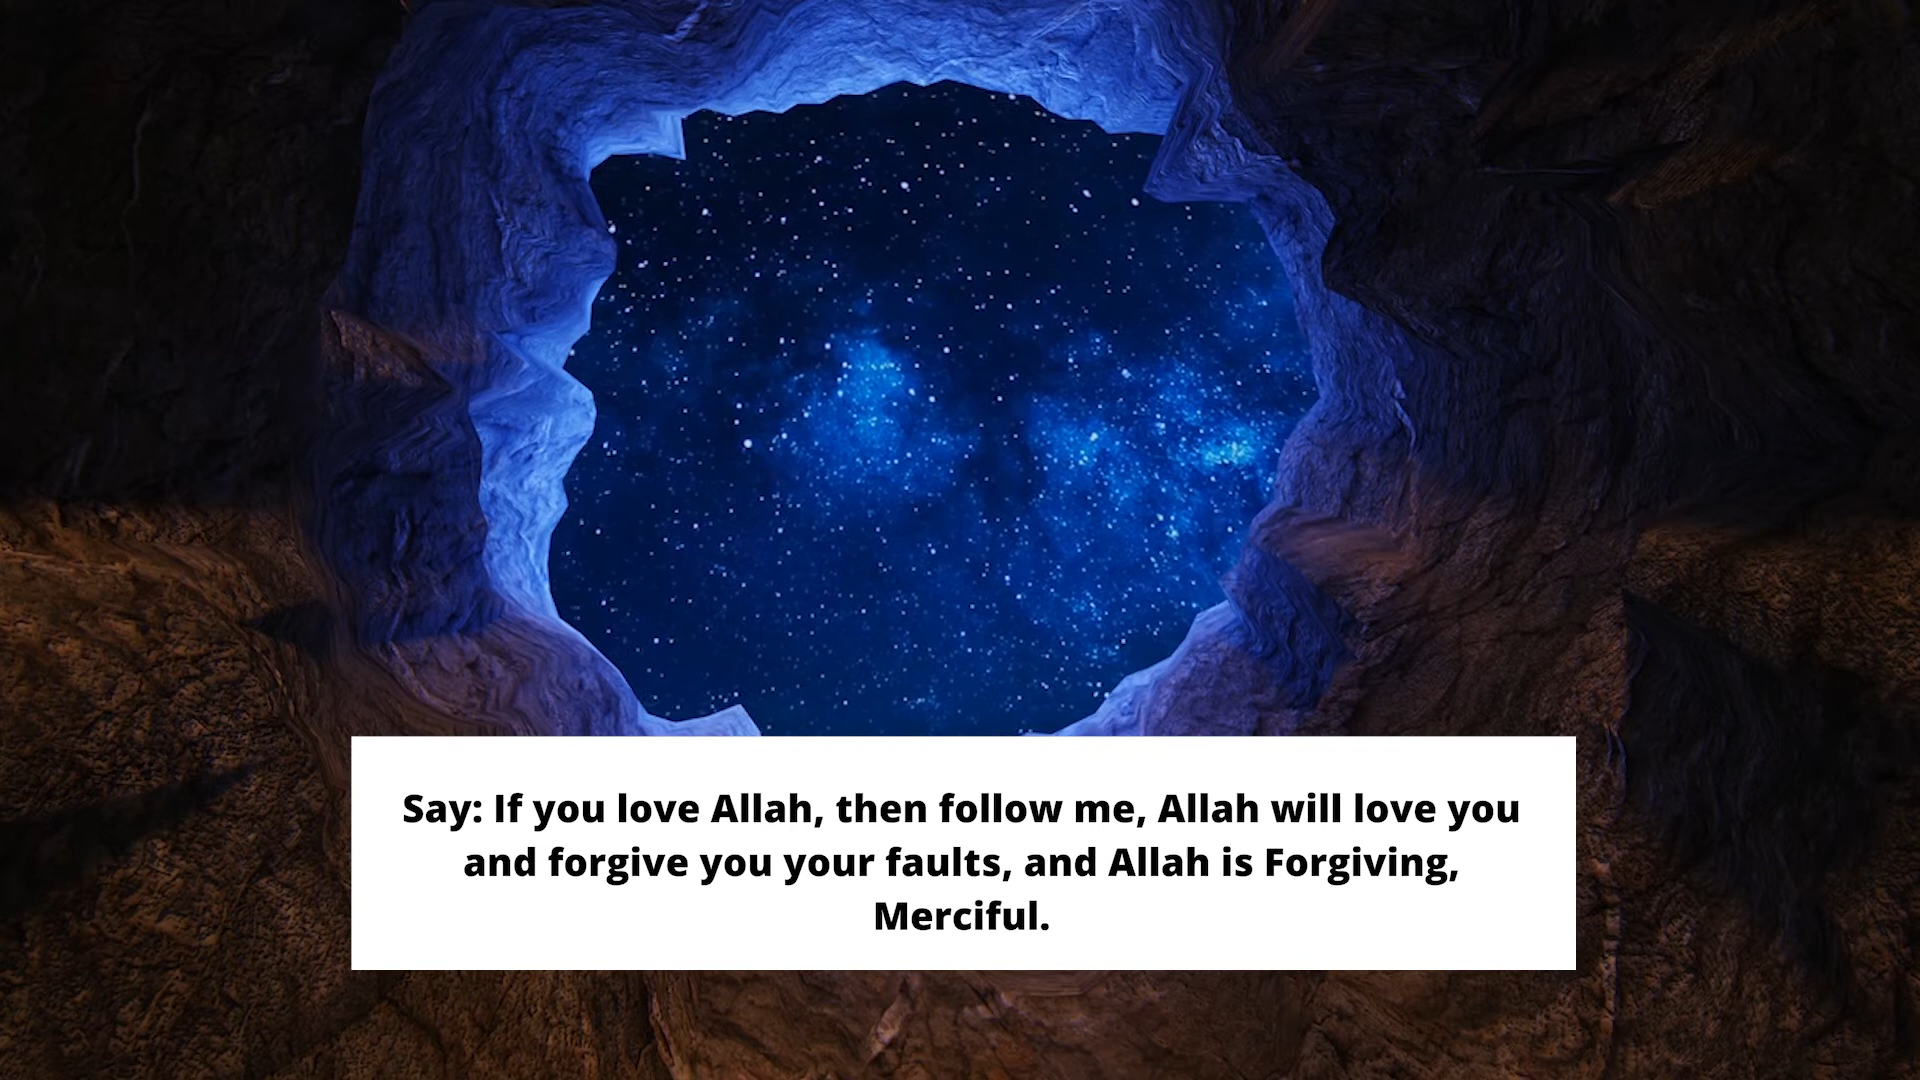 Say: If you love Allah, then follow me, Allah will love you
and forgive you your faults, and Allah is Forgiving,
Merciful.